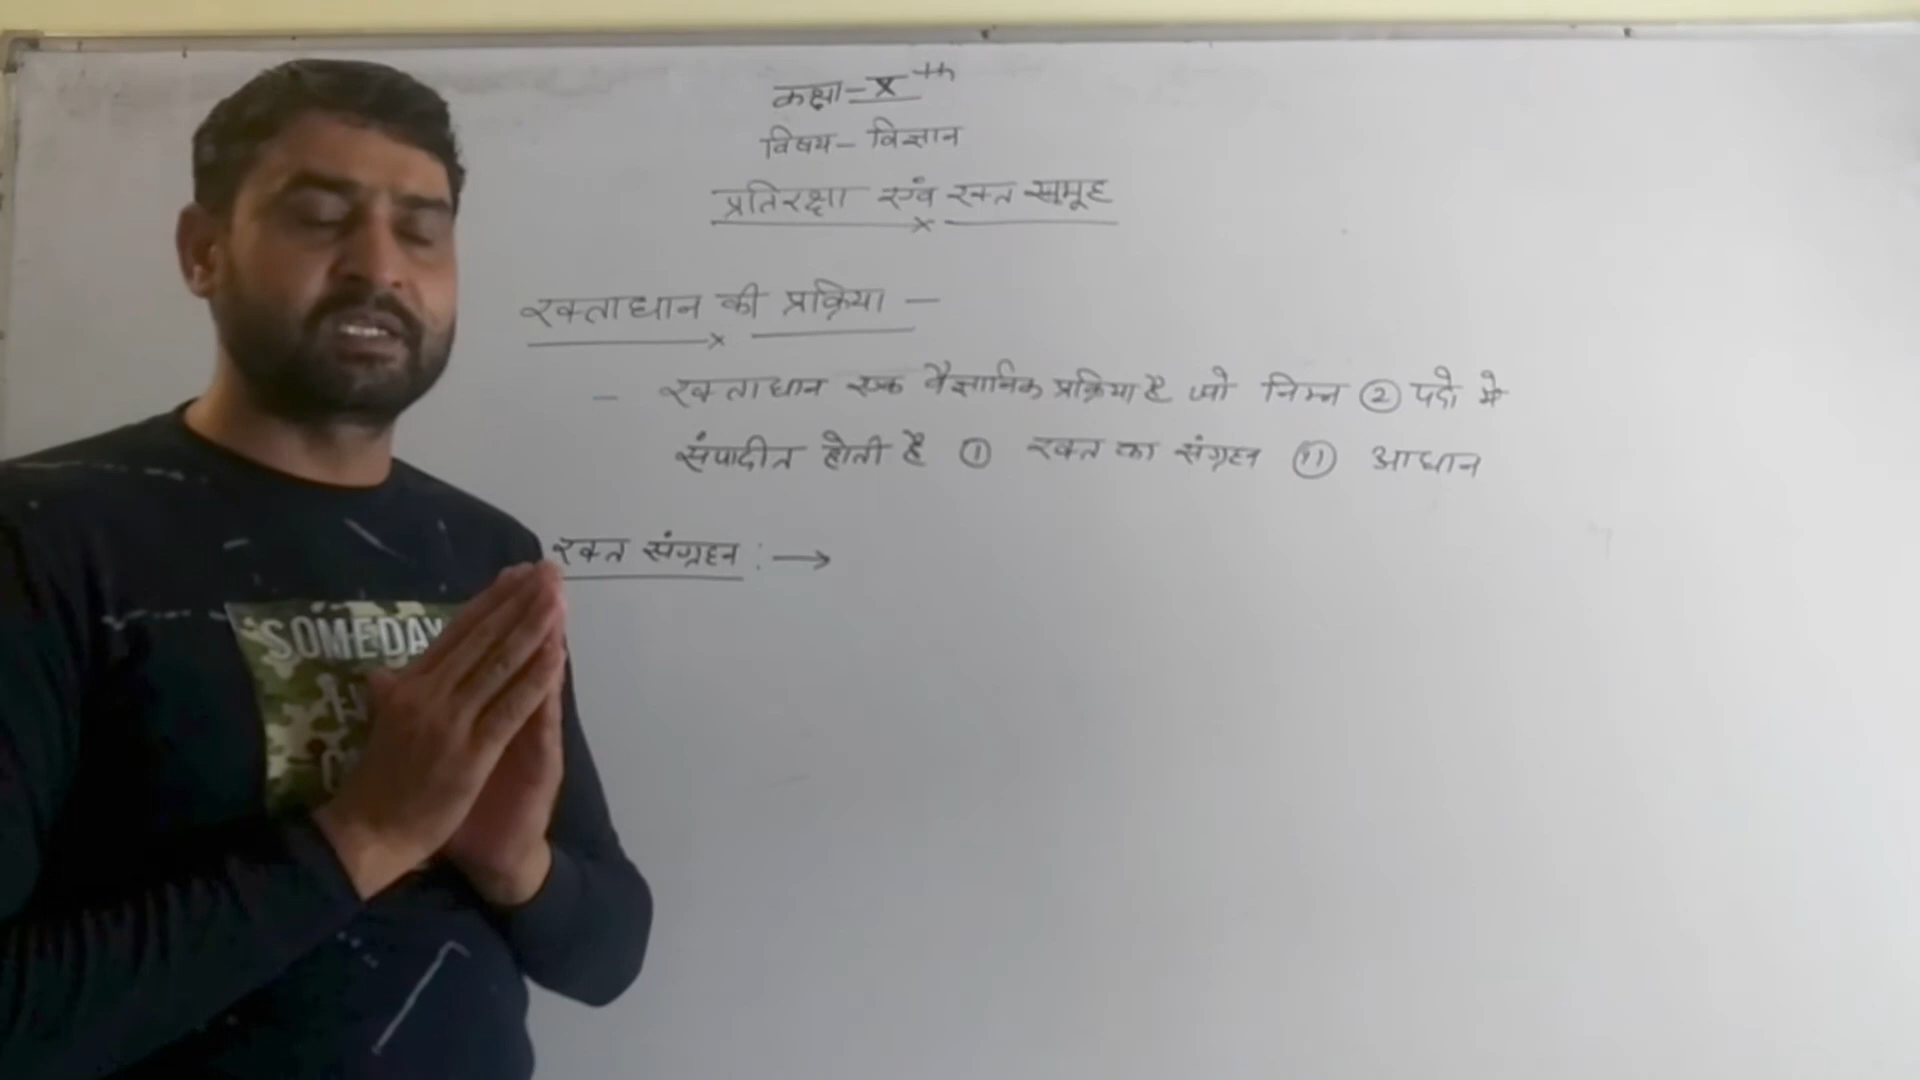 कक्षा - X th
विषय - विज्ञान
प्रतिरक्षा एवं रक्त समूह
रक्ताधान की प्रक्रिया -
- रक्ताधान एक वैज्ञानिक प्रक्रिया है जो निम्न ② पदो मे
संपादीत होती है ① रक्त का संग्रहन ⑪ आधान
रक्त संग्रहन :→
SOMEDAY